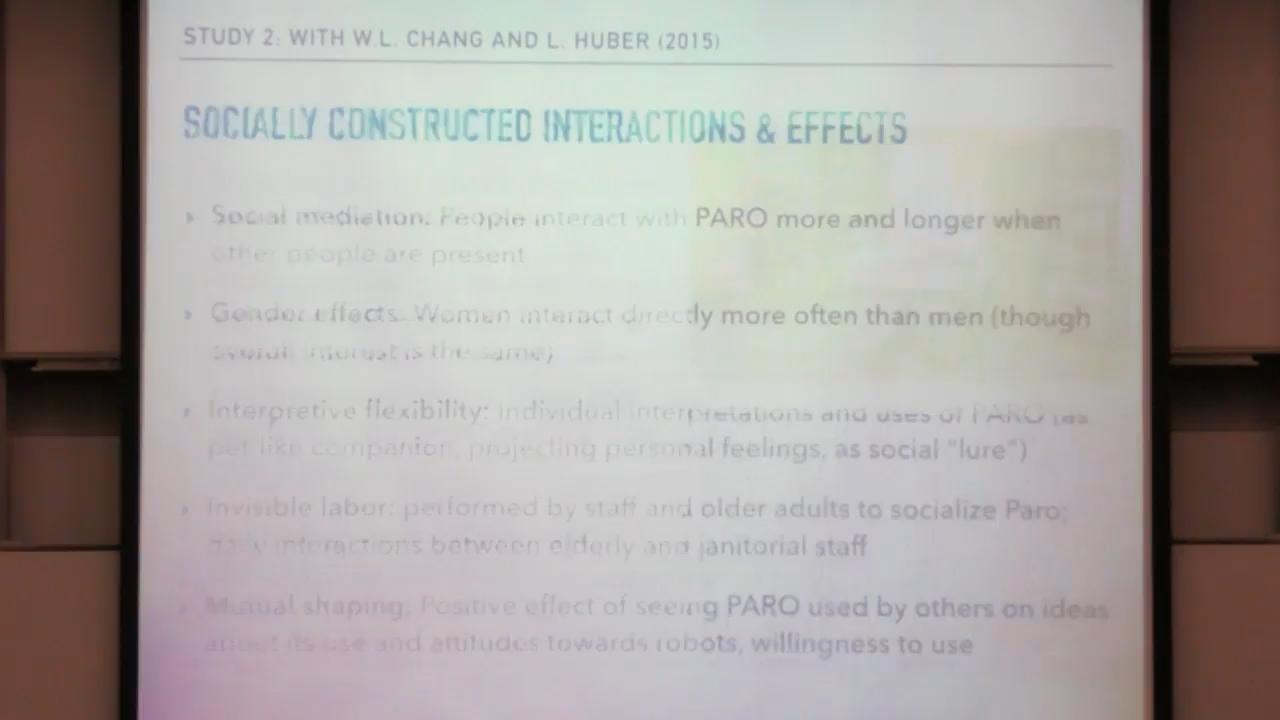 STUDY 2: WITH W.L. CHANG AND L. HUBER (2015)
SOCIALLY CONSTRUCTED INTERACTIONS & EFFECTS
Social mediation: People interact with PARO more and longer when
other people are present
Gender effects: Women interact directly more often than men (though
overall interest is the same)
Interpretive flexibility: Individual interpretations and uses of PARO (as
pet like companion, projecting personal feelings, as social "lure")
Invisible labor: performed by staff and older adults to socialize Paro;
daily interactions between elderly and janitorial staff
Mutual shaping: Positive effect of seeing PARO used by others on ideas
about its use and attitudes towards robots, willingness to use